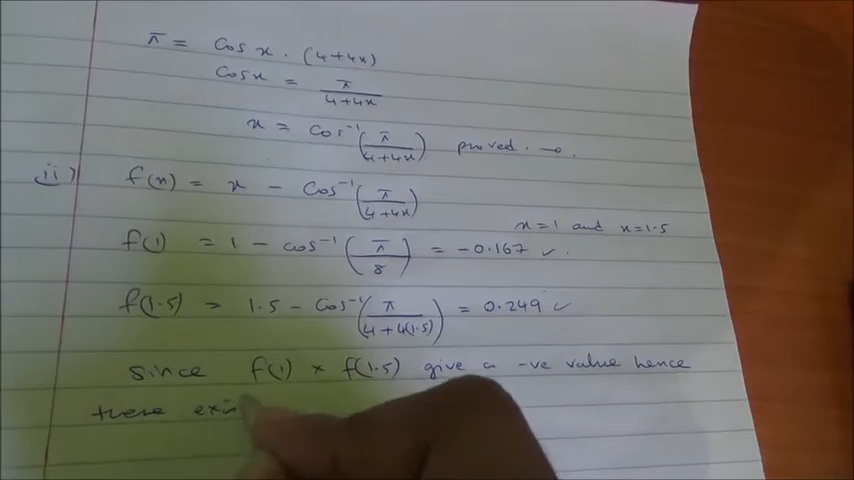 π = cos x . (4+4x)
cos x = π/(4+4x)
x = cos⁻¹(π/(4+4x)) proved. →.
ii) f(x) = x - cos⁻¹(π/(4+4x))
x=1 and x=1.5
f(1) = 1 - cos⁻¹(π/8) = -0.167 ✓.
f(1.5) = 1.5 - cos⁻¹(π/(4+4(1.5))) = 0.249 ✓
since f(1) × f(1.5) give a -ve value hence
there